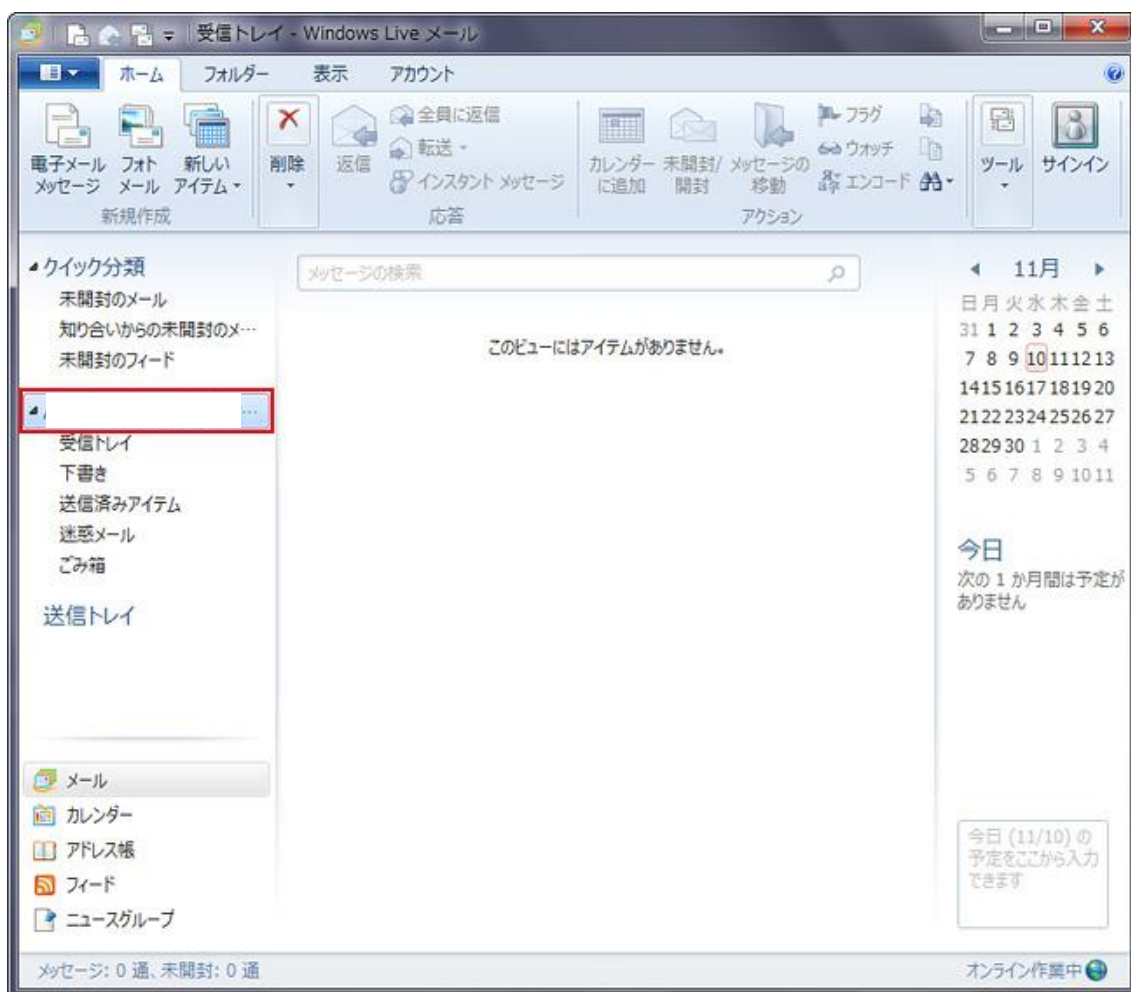 受信トレイ - Windows Live メール
ホーム フォルダー 表示 アカウント
電子メール メッセージ
フォト メール
新しい アイテム
新規作成
削除
返信
全員に返信
転送
インスタント メッセージ
応答
カレンダー に追加
未開封/ 開封
メッセージの 移動
フラグ
ウォッチ
エンコード
アクション
ツール
サインイン
クイック分類
未開封のメール
知り合いからの未開封のメ…
未開封のフィード
…
受信トレイ
下書き
送信済みアイテム
迷惑メール
ごみ箱
送信トレイ
メール
カレンダー
アドレス帳
フィード
ニュースグループ
メッセージの検索
このビューにはアイテムがありません。
11月
日 月 火 水 木 金 土
31 1 2 3 4 5 6
7 8 9 10 11 12 13
14 15 16 17 18 19 20
21 22 23 24 25 26 27
28 29 30 1 2 3 4
5 6 7 8 9 10 11
今日
次の 1 か月間は予定が
ありません
今日 (11/10) の
予定をここから入力
できます
メッセージ: 0 通、未開封: 0 通
オンライン作業中